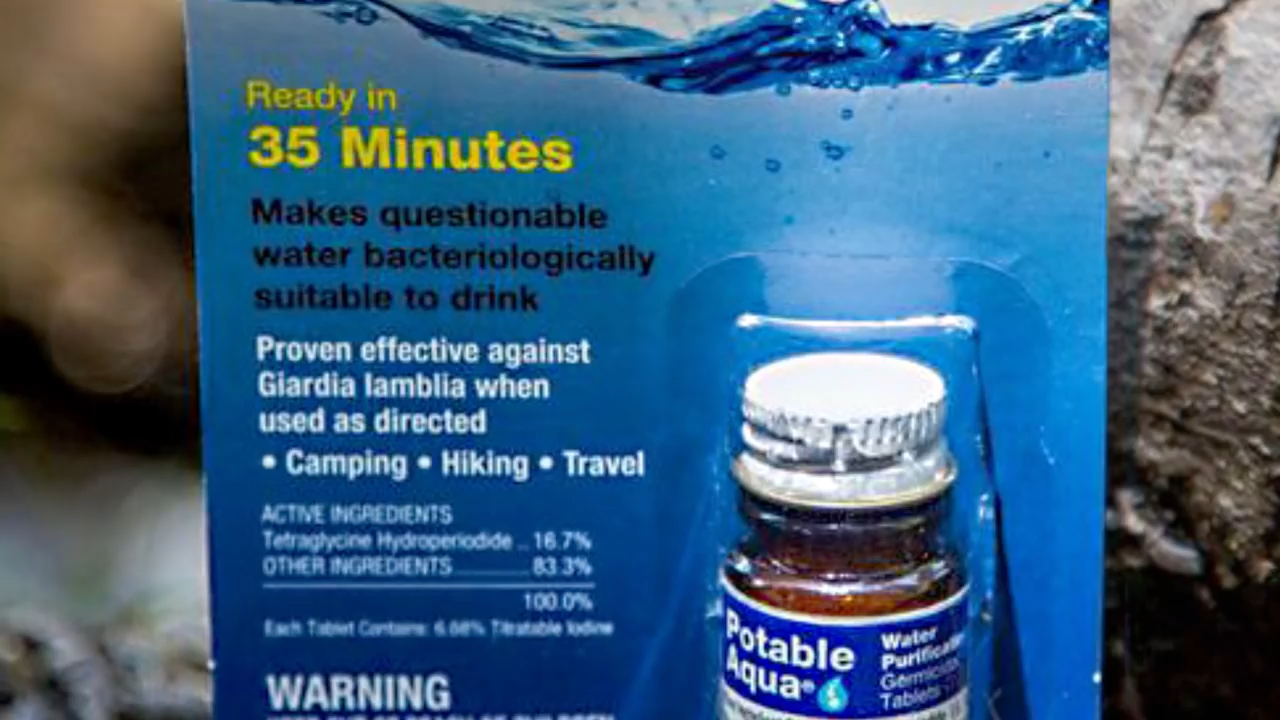 Ready in
35 Minutes
Makes questionable
water bacteriologically
suitable to drink
Proven effective against
Giardia lamblia when
used as directed
• Camping • Hiking • Travel
ACTIVE INGREDIENTS
Tetraglycine Hydroperiodide .. 16.7%
OTHER INGREDIENTS 83.3%
100.0%
Each Tablet Contains: 6.68% Titratable Iodine
WARNING
Potable
Aqua®
Water
Germicidal
Tablets